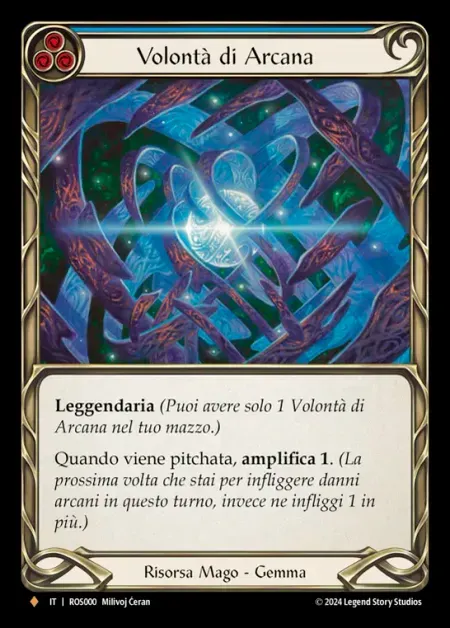 Volontà di Arcana
Leggendaria (Puoi avere solo 1 Volontà di
Arcana nel tuo mazzo.)
Quando viene pitchata, amplifica 1. (La
prossima volta che stai per infliggere danni
arcani in questo turno, invece ne infliggi 1 in
più.)
Risorsa Mago - Gemma
IT | ROS000 Milivoj Ćeran © 2024 Legend Story Studios